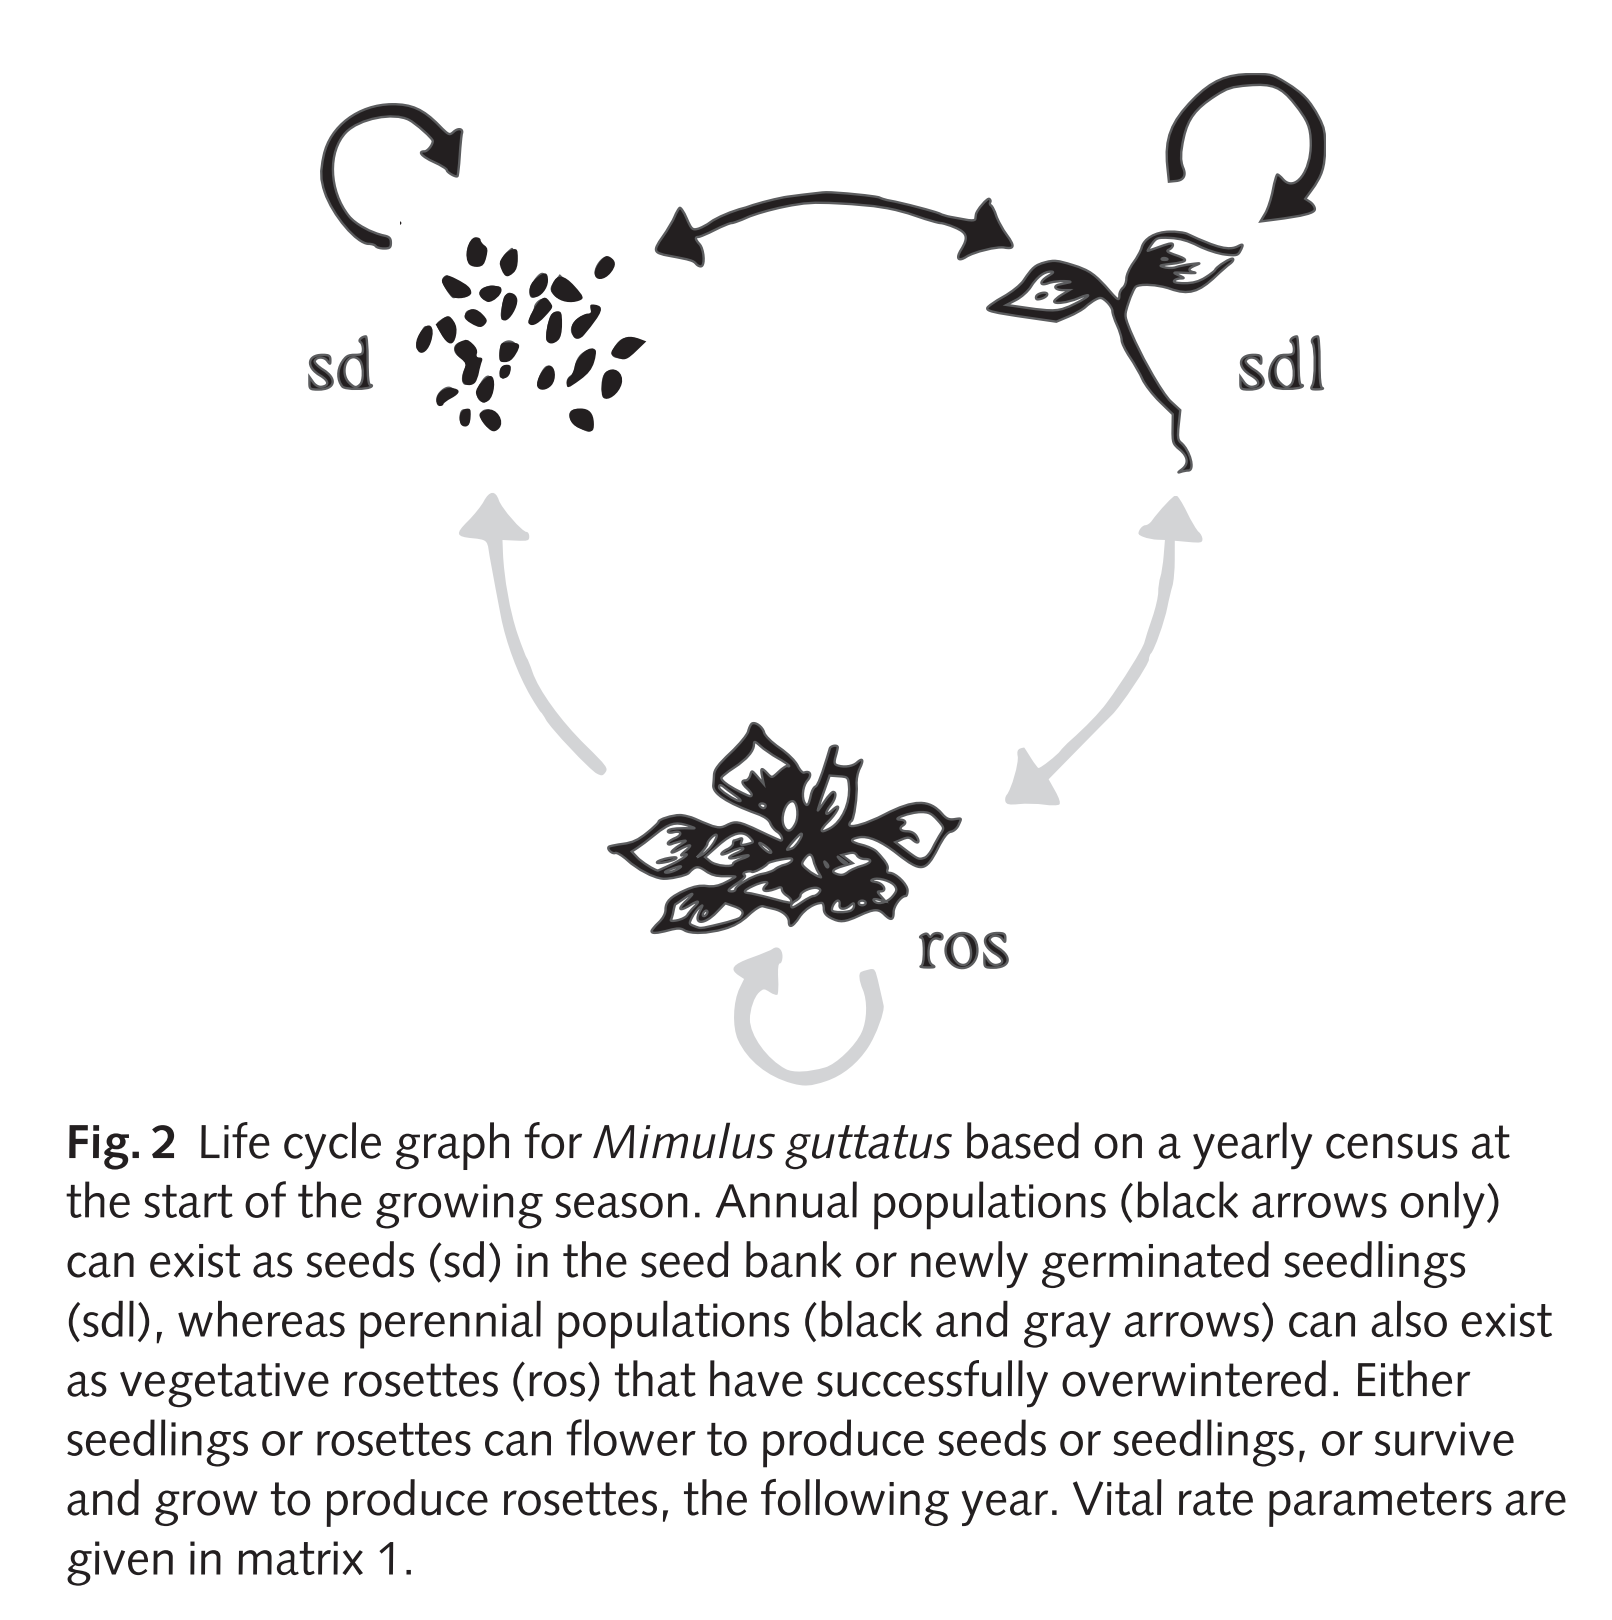 sd
sdl
ros
Fig. 2 Life cycle graph for Mimulus guttatus based on a yearly census at
the start of the growing season. Annual populations (black arrows only)
can exist as seeds (sd) in the seed bank or newly germinated seedlings
(sdl), whereas perennial populations (black and gray arrows) can also exist
as vegetative rosettes (ros) that have successfully overwintered. Either
seedlings or rosettes can flower to produce seeds or seedlings, or survive
and grow to produce rosettes, the following year. Vital rate parameters are
given in matrix 1.